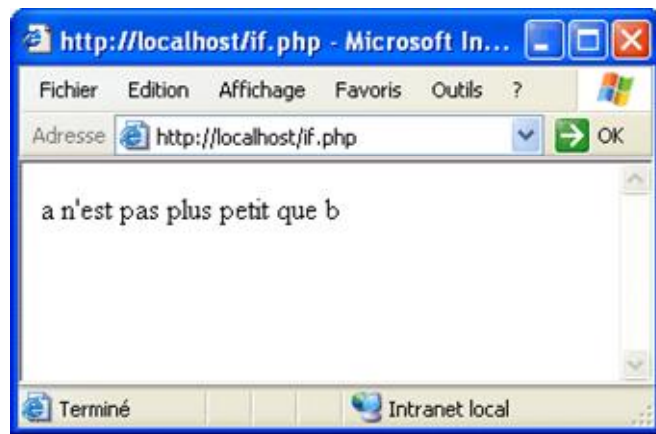 http://localhost/if.php - Microsoft In...
Fichier Edition Affichage Favoris Outils ?
Adresse http://localhost/if.php OK
a n'est pas plus petit que b
Terminé Intranet local